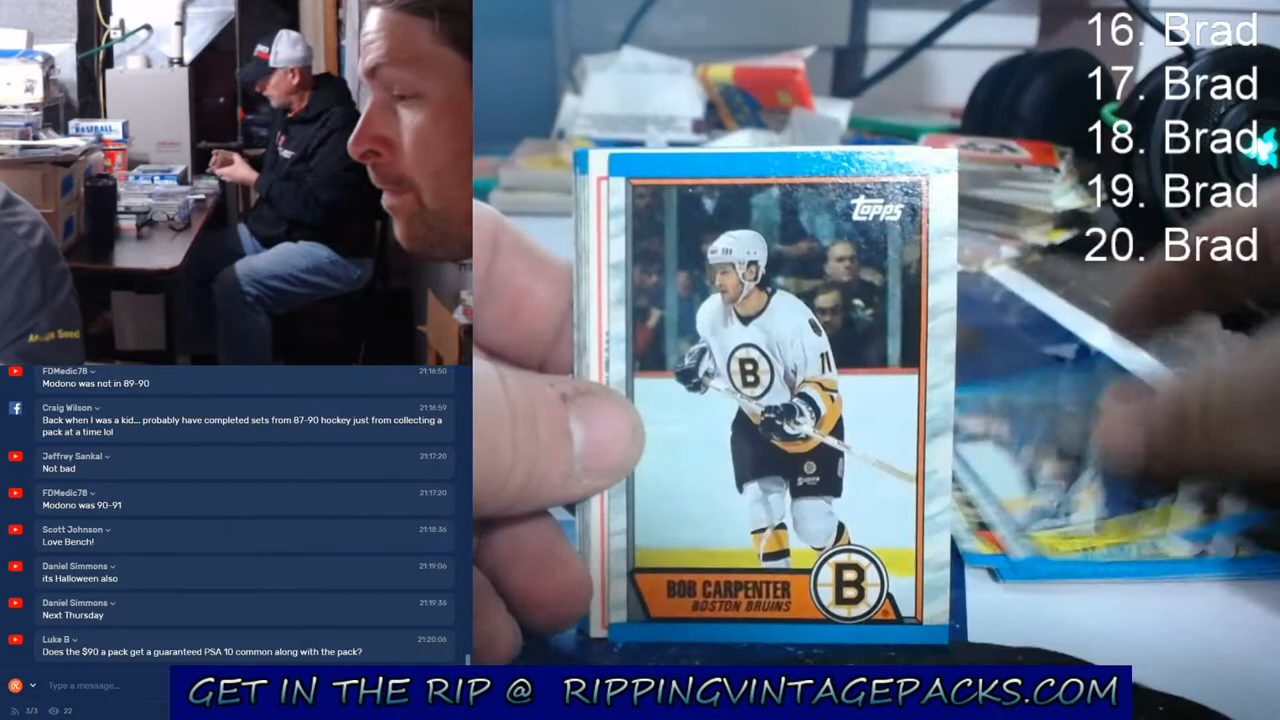 16. Brad
17. Brad
18. Brad
19. Brad
20. Brad
BASEBALL
topps
B
11
BOB CARPENTER
BOSTON BRUINS
B
FDMedic78 21:16:50
Modono was not in 89-90
Craig Wilson 21:16:59
Back when I was a kid... probably have completed sets from 87-90 hockey just from collecting a
pack at a time lol
Jeffrey Sankal 21:17:20
Not bad
FDMedic78 21:17:20
Modono was 90-91
Scott Johnson 21:18:36
Love Bench!
Daniel Simmons 21:19:06
its Halloween also
Daniel Simmons 21:19:36
Next Thursday
Luke B 21:20:06
Does the $90 a pack get a guaranteed PSA 10 common along with the pack?
Type a message...
3/3 22
GET IN THE RIP @ RIPPINGVINTAGEPACKS.COM